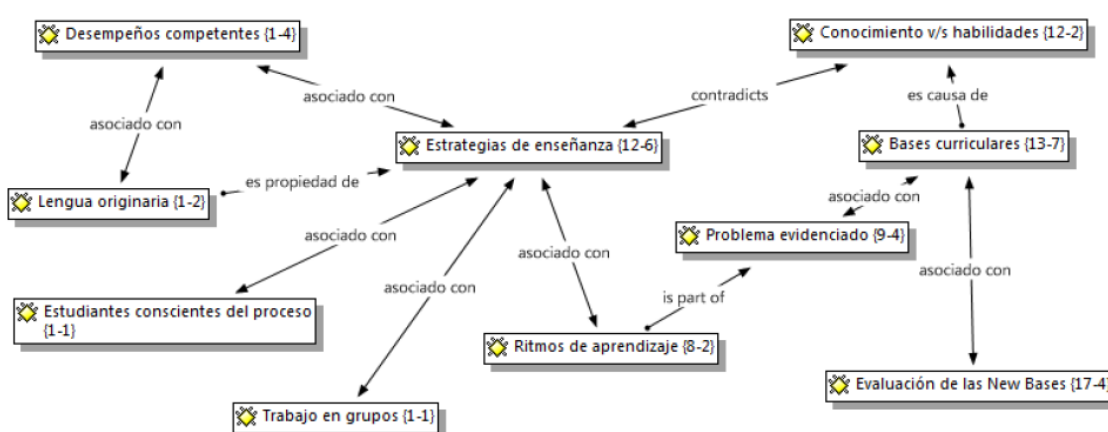 Desempeños competentes {1-4}
Conocimiento v/s habilidades {12-2}
asociado con
contradicts
es causa de
asociado con
Estrategias de enseñanza {12-6}
Bases curriculares {13-7}
es propiedad de
asociado con
Lengua originaria {1-2}
asociado con
Problema evidenciado {9-4}
asociado con
asociado con
asociado con
is part of
Estudiantes conscientes del proceso
{1-1}
Ritmos de aprendizaje {8-2}
Evaluación de las New Bases {17-4}
Trabajo en grupos {1-1}